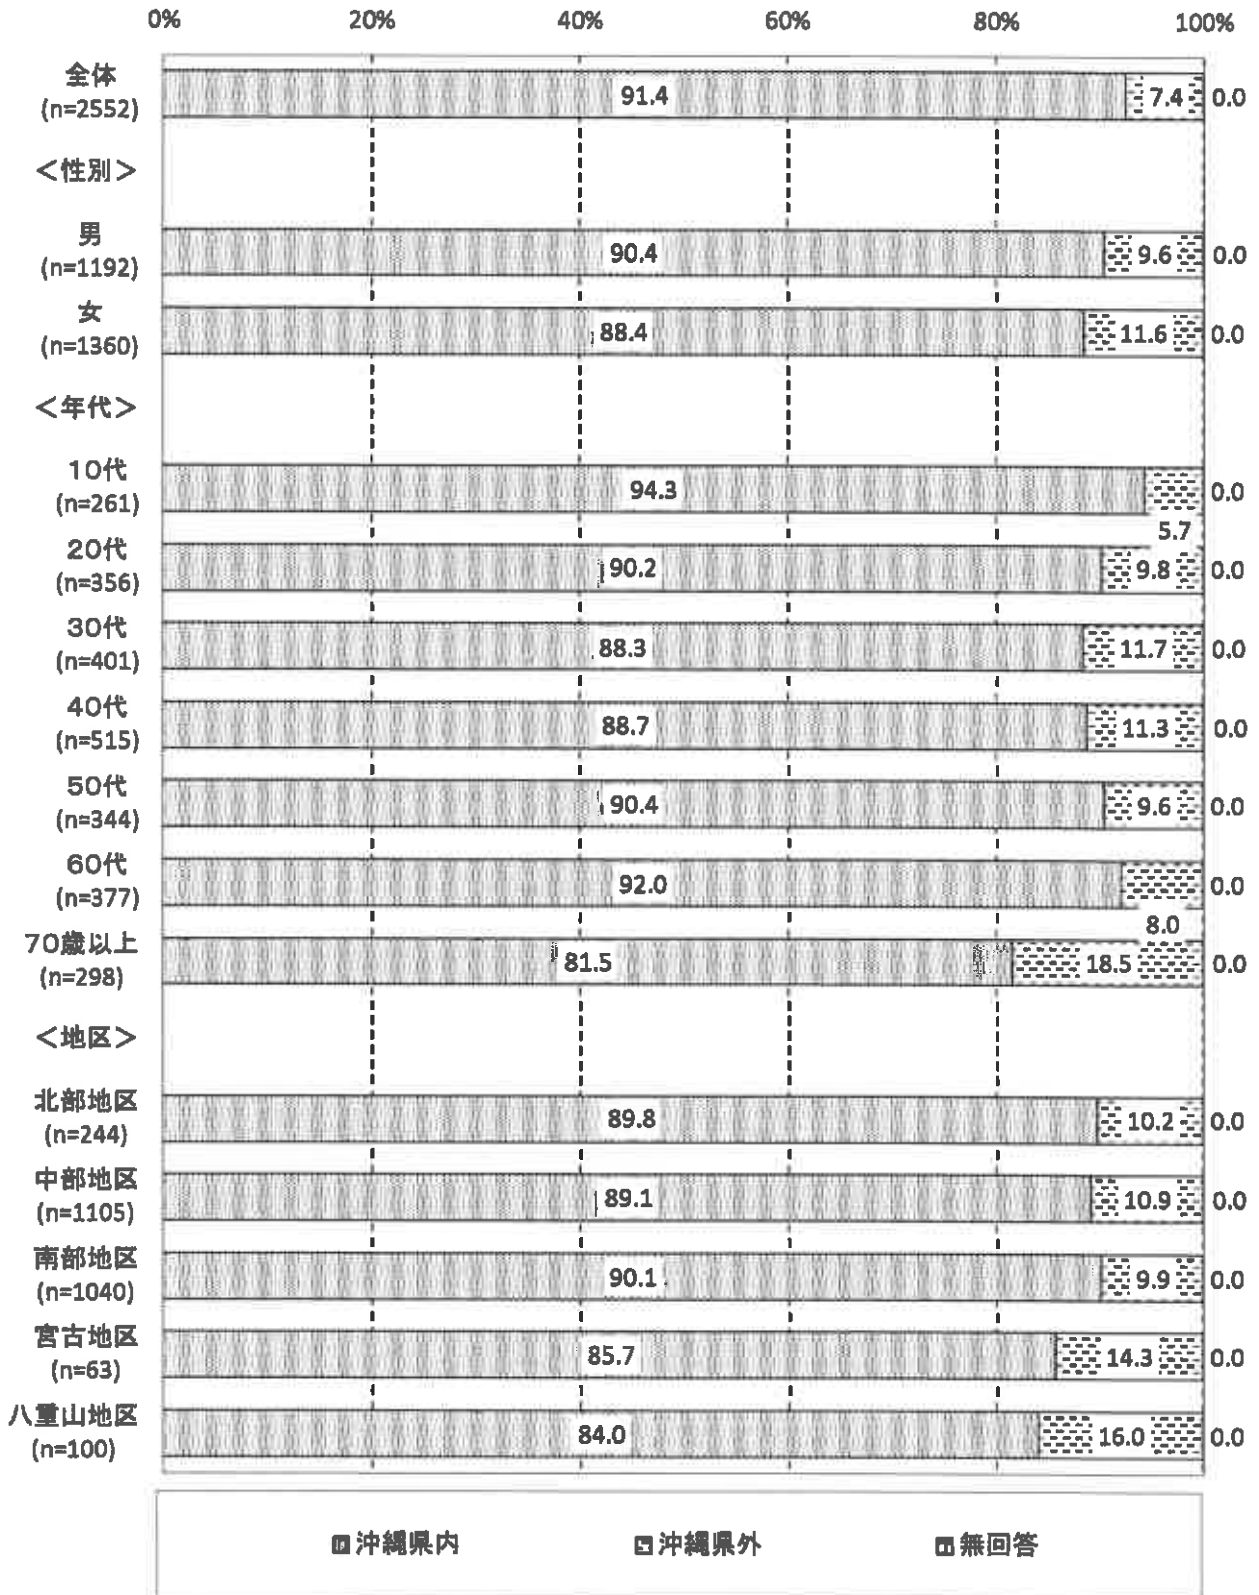 0% 20% 40% 60% 80% 100%
全体
(n=2552) 91.4 7.4 0.0
＜性別＞
男
(n=1192) 90.4 9.6 0.0
女
(n=1360) 88.4 11.6 0.0
＜年代＞
10代
(n=261) 94.3 5.7 0.0
20代
(n=356) 90.2 9.8 0.0
30代
(n=401) 88.3 11.7 0.0
40代
(n=515) 88.7 11.3 0.0
50代
(n=344) 90.4 9.6 0.0
60代
(n=377) 92.0 8.0 0.0
70歳以上
(n=298) 81.5 18.5 0.0
＜地区＞
北部地区
(n=244) 89.8 10.2 0.0
中部地区
(n=1105) 89.1 10.9 0.0
南部地区
(n=1040) 90.1 9.9 0.0
宮古地区
(n=63) 85.7 14.3 0.0
八重山地区
(n=100) 84.0 16.0 0.0
沖縄県内 沖縄県外 無回答